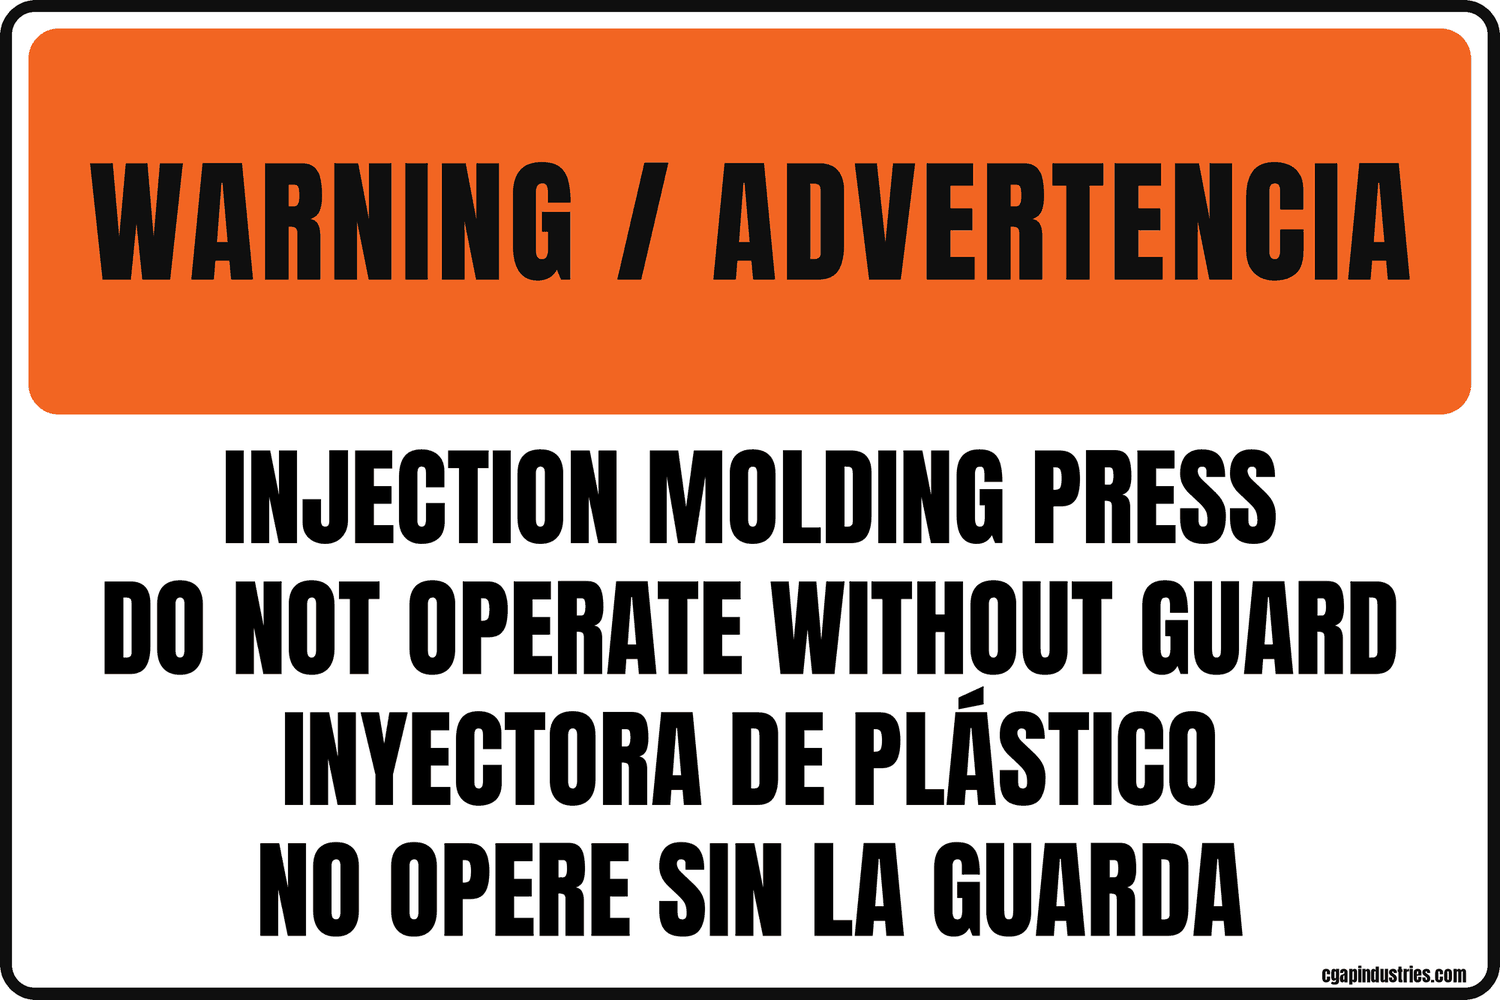 WARNING / ADVERTENCIA
INJECTION MOLDING PRESS
DO NOT OPERATE WITHOUT GUARD
INYECTORA DE PLÁSTICO
NO OPERE SIN LA GUARDA
cgapindustries.com